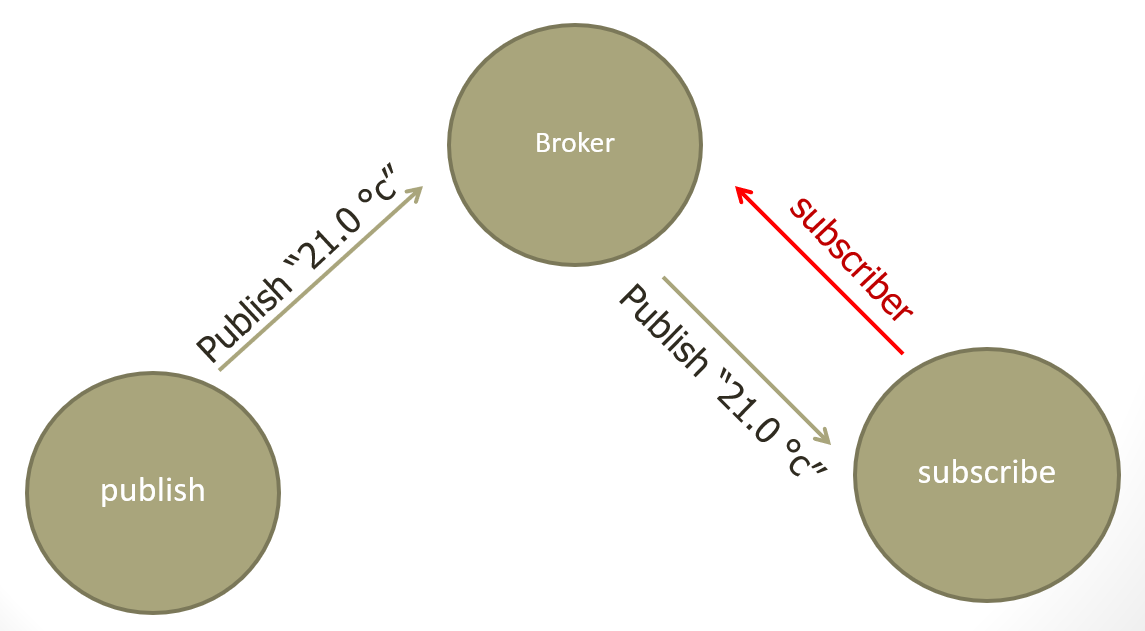 Broker
Publish “21.0 °c”
subscriber
Publish “21.0 °c”
publish
subscribe